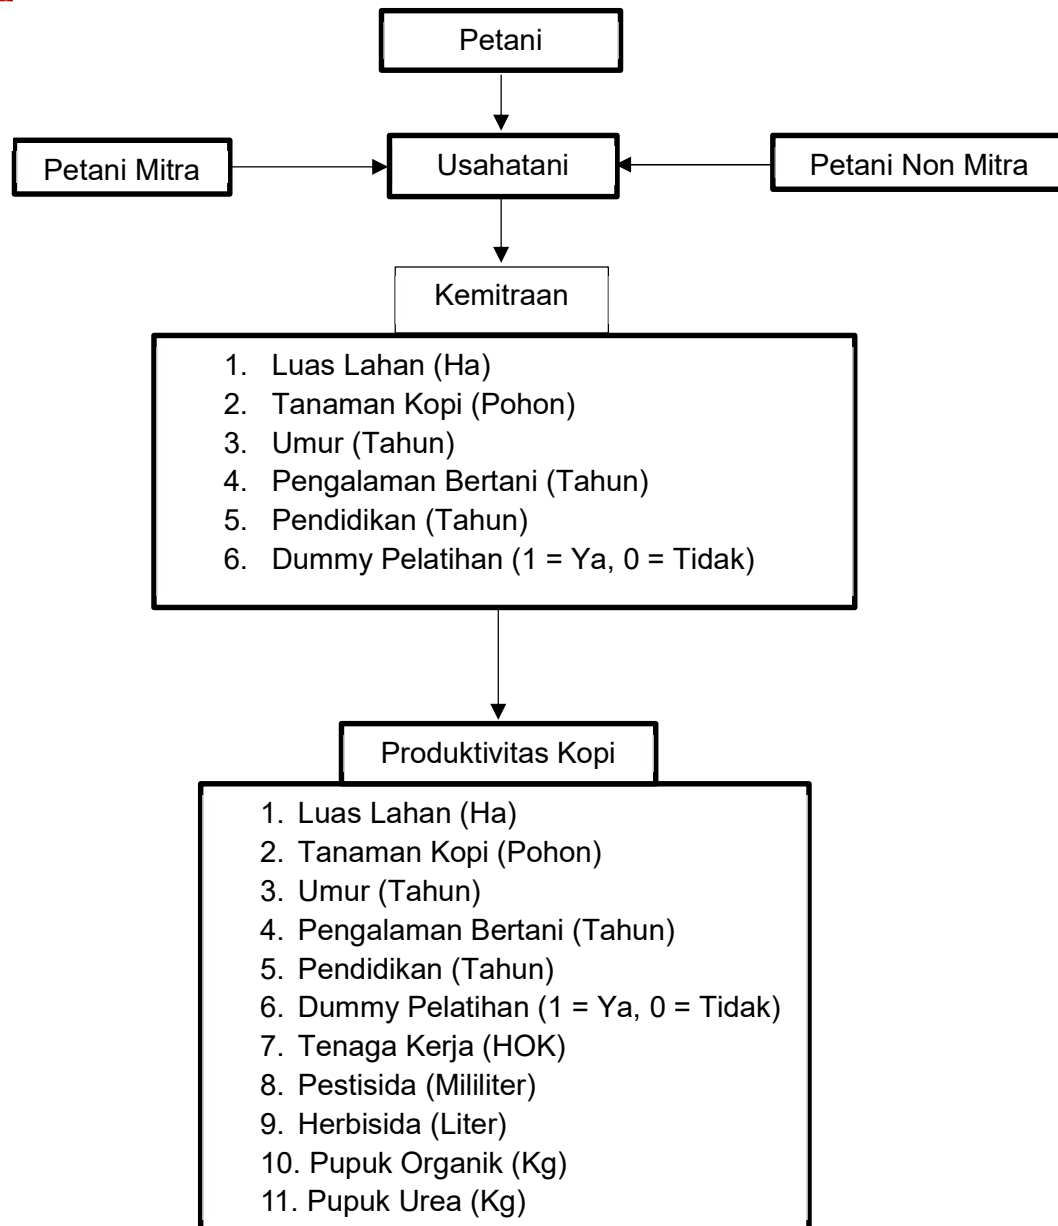 Petani
Petani Mitra
Usahatani
Petani Non Mitra
Kemitraan
1. Luas Lahan (Ha)
2. Tanaman Kopi (Pohon)
3. Umur (Tahun)
4. Pengalaman Bertani (Tahun)
5. Pendidikan (Tahun)
6. Dummy Pelatihan (1 = Ya, 0 = Tidak)
Produktivitas Kopi
1. Luas Lahan (Ha)
2. Tanaman Kopi (Pohon)
3. Umur (Tahun)
4. Pengalaman Bertani (Tahun)
5. Pendidikan (Tahun)
6. Dummy Pelatihan (1 = Ya, 0 = Tidak)
7. Tenaga Kerja (HOK)
8. Pestisida (Mililiter)
9. Herbisida (Liter)
10. Pupuk Organik (Kg)
11. Pupuk Urea (Kg)